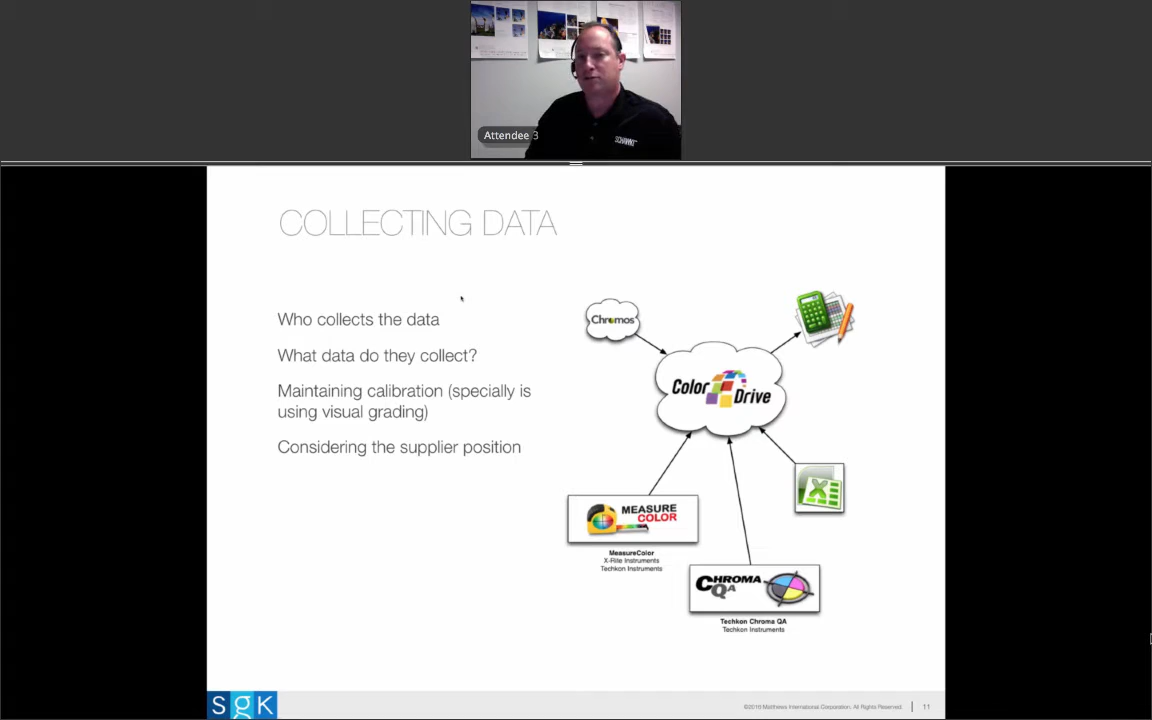 Attendee 3
SCHAWK!
COLLECTING DATA
Who collects the data
What data do they collect?
Maintaining calibration (specially is
using visual grading)
Considering the supplier position
Chromos
Color Drive
MEASURE
COLOR
MeasureColor
X-Rite Instruments
Techkon Instruments
CHROMA
QA
Techkon Chroma QA
Techkon Instruments
sgK
©2016 Matthews International Corporation. All Rights Reserved.
11